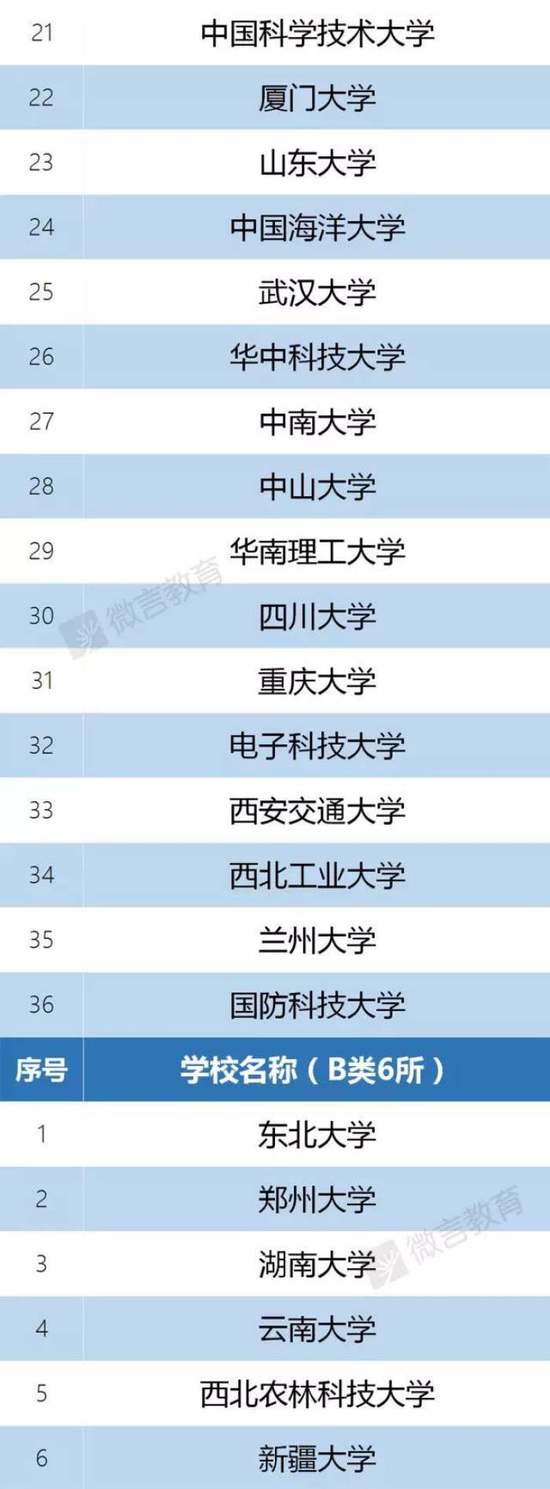 21 中国科学技术大学
22 厦门大学
23 山东大学
24 中国海洋大学
25 武汉大学
26 华中科技大学
27 中南大学
28 中山大学
29 华南理工大学
微言教育
30 四川大学
31 重庆大学
32 电子科技大学
33 西安交通大学
34 西北工业大学
35 兰州大学
36 国防科技大学
序号 学校名称（B类6所）
1 东北大学
2 郑州大学
微言教育
3 湖南大学
4 云南大学
5 西北农林科技大学
6 新疆大学